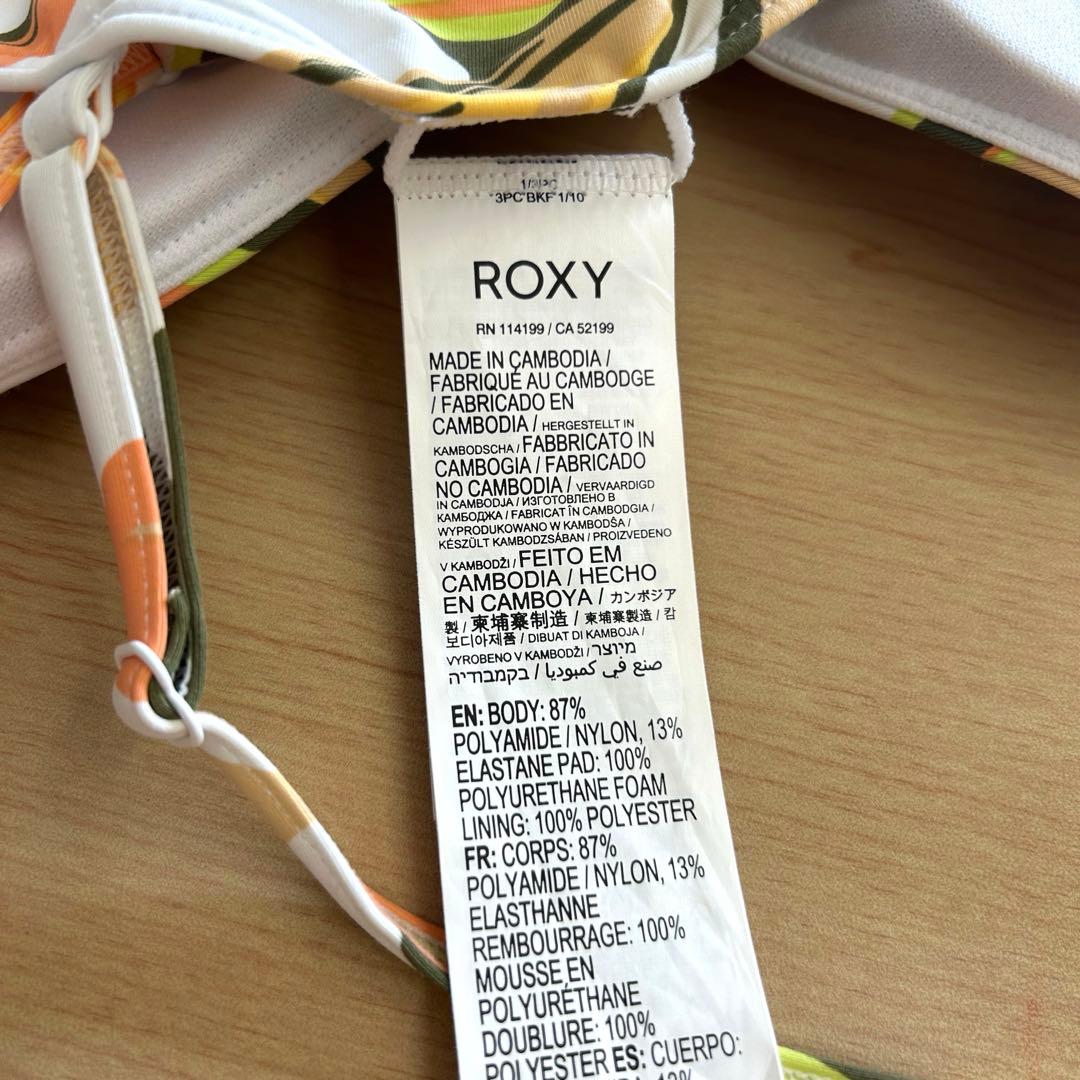 3PC BKF 1/10
ROXY
RN 114199 / CA 52199
MADE IN CAMBODIA /
FABRIQUÉ AU CAMBODGE
/ FABRICADO EN
CAMBODIA / HERGESTELLT IN
KAMBODSCHA / FABBRICATO IN
CAMBOGIA / FABRICADO
NO CAMBODIA / VERVAARDIGD
IN CAMBODJA / ИЗГОТОВЛЕНО В
КАМБОДЖА / FABRICAT ÎN CAMBODGIA /
WYPRODUKOWANO W KAMBODŠA /
KÉSZÜLT KAMBODZSÁBAN / PROIZVEDENO
V KAMBODŽI / FEITO EM
CAMBODIA / HECHO
EN CAMBOYA / カンボジア
製 / 柬埔寨制造 / 柬埔寨製造 / 캄
보디아제품 / DIBUAT DI KAMBOJA /
VYROBENO V KAMBODŽI / מיוצר
בקמבודיה / صنع في كمبوديا
EN: BODY: 87%
POLYAMIDE / NYLON, 13%
ELASTANE PAD: 100%
POLYURETHANE FOAM
LINING: 100% POLYESTER
FR: CORPS: 87%
POLYAMIDE / NYLON, 13%
ELASTHANNE
REMBOURRAGE: 100%
MOUSSE EN
POLYURÉTHANE
DOUBLURE: 100%
POLYESTER ES: CUERPO: